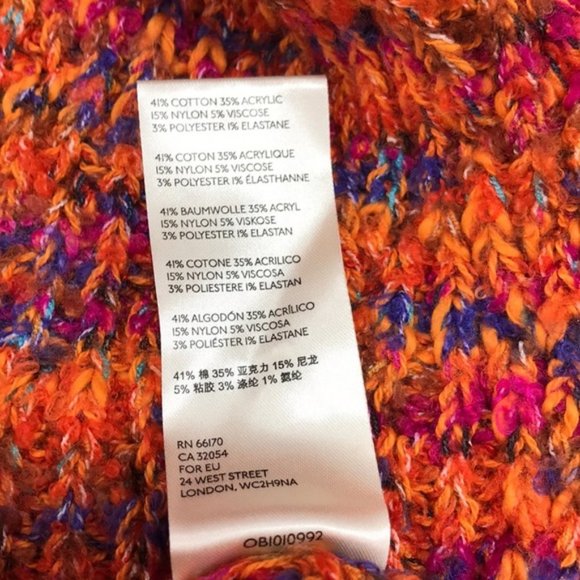 41% COTTON 35% ACRYLIC
15% NYLON 5% VISCOSE
3% POLYESTER 1% ELASTANE
41% COTON 35% ACRYLIQUE
15% NYLON 5% VISCOSE
3% POLYESTER 1% ÉLASTHANNE
41% BAUMWOLLE 35% ACRYL
15% NYLON 5% VISKOSE
3% POLYESTER 1% ELASTAN
41% COTONE 35% ACRILICO
15% NYLON 5% VISCOSA
3% POLIESTERE 1% ELASTAN
41% ALGODÓN 35% ACRÍLICO
15% NYLON 5% VISCOSA
3% POLIÉSTER 1% ELASTANO
41% 棉 35% 亚克力 15% 尼龙
5% 粘胶 3% 涤纶 1% 氨纶
RN 66170
CA 32054
FOR EU
24 WEST STREET
LONDON, WC2H9NA
OB1010992